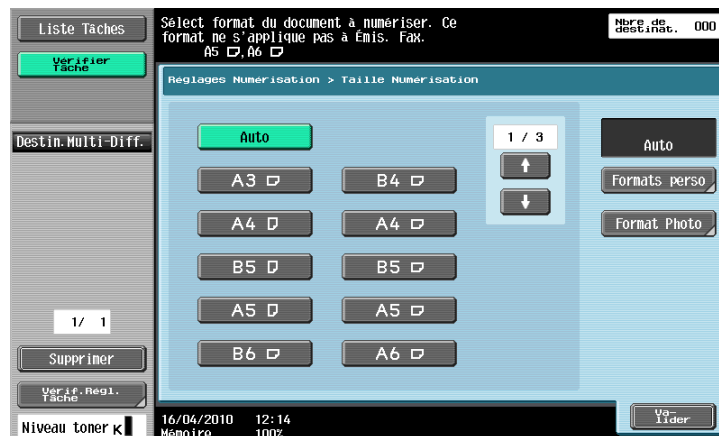 Liste Tâches
Vérifier
Tâche
Destin.Multi-Diff.
1/ 1
Supprimer
Vérif.Régl.
Tâche
Niveau toner K
Sélect format du document à numériser. Ce
format ne s'applique pas à Émis. Fax.
A5, A6
Nbre de
destinat. 000
Réglages Numérisation > Taille Numérisation
Auto
A3
B4
A4
A4
B5
B5
A5
A5
B6
A6
1 / 3
Auto
Formats perso
Format Photo
16/04/2010 12:14
Mémoire 100%
Va-
lider